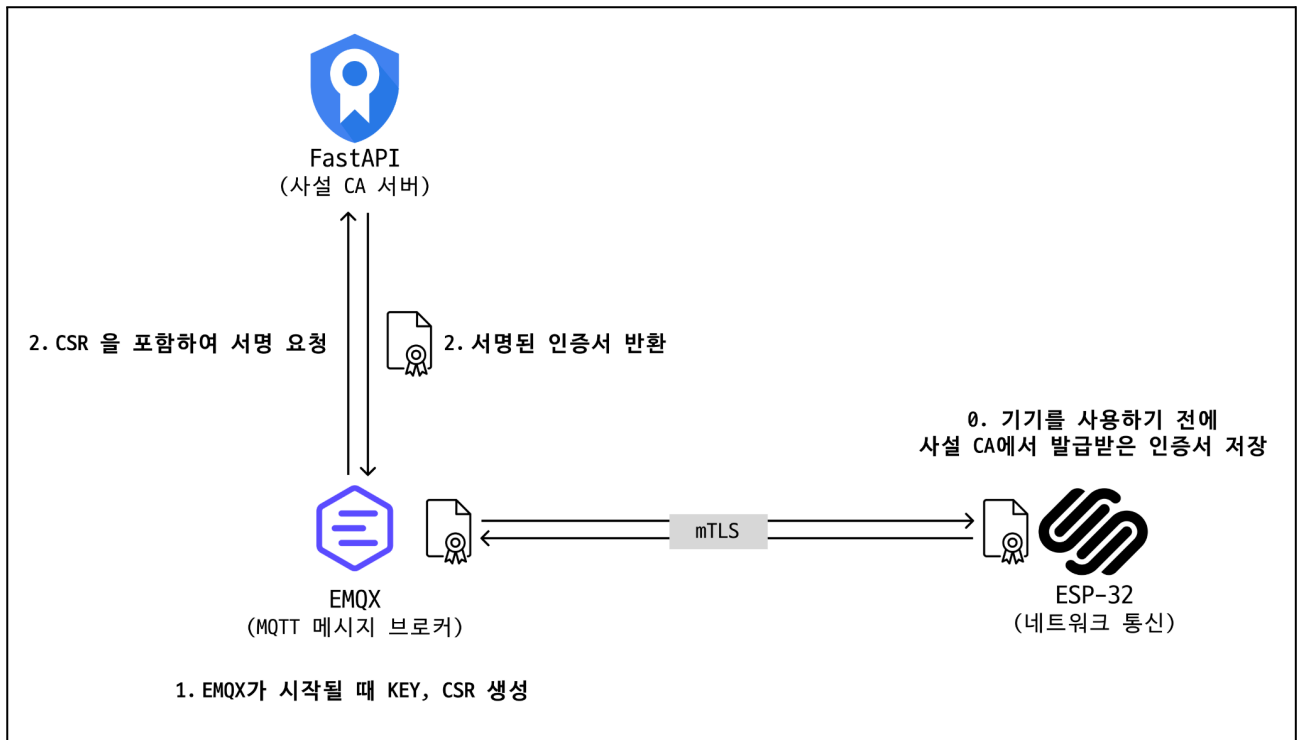 FastAPI
(사설 CA 서버)
2. CSR 을 포함하여 서명 요청
2. 서명된 인증서 반환
0. 기기를 사용하기 전에
사설 CA에서 발급받은 인증서 저장
mTLS
EMQX
(MQTT 메시지 브로커)
ESP-32
(네트워크 통신)
1. EMQX가 시작될 때 KEY, CSR 생성